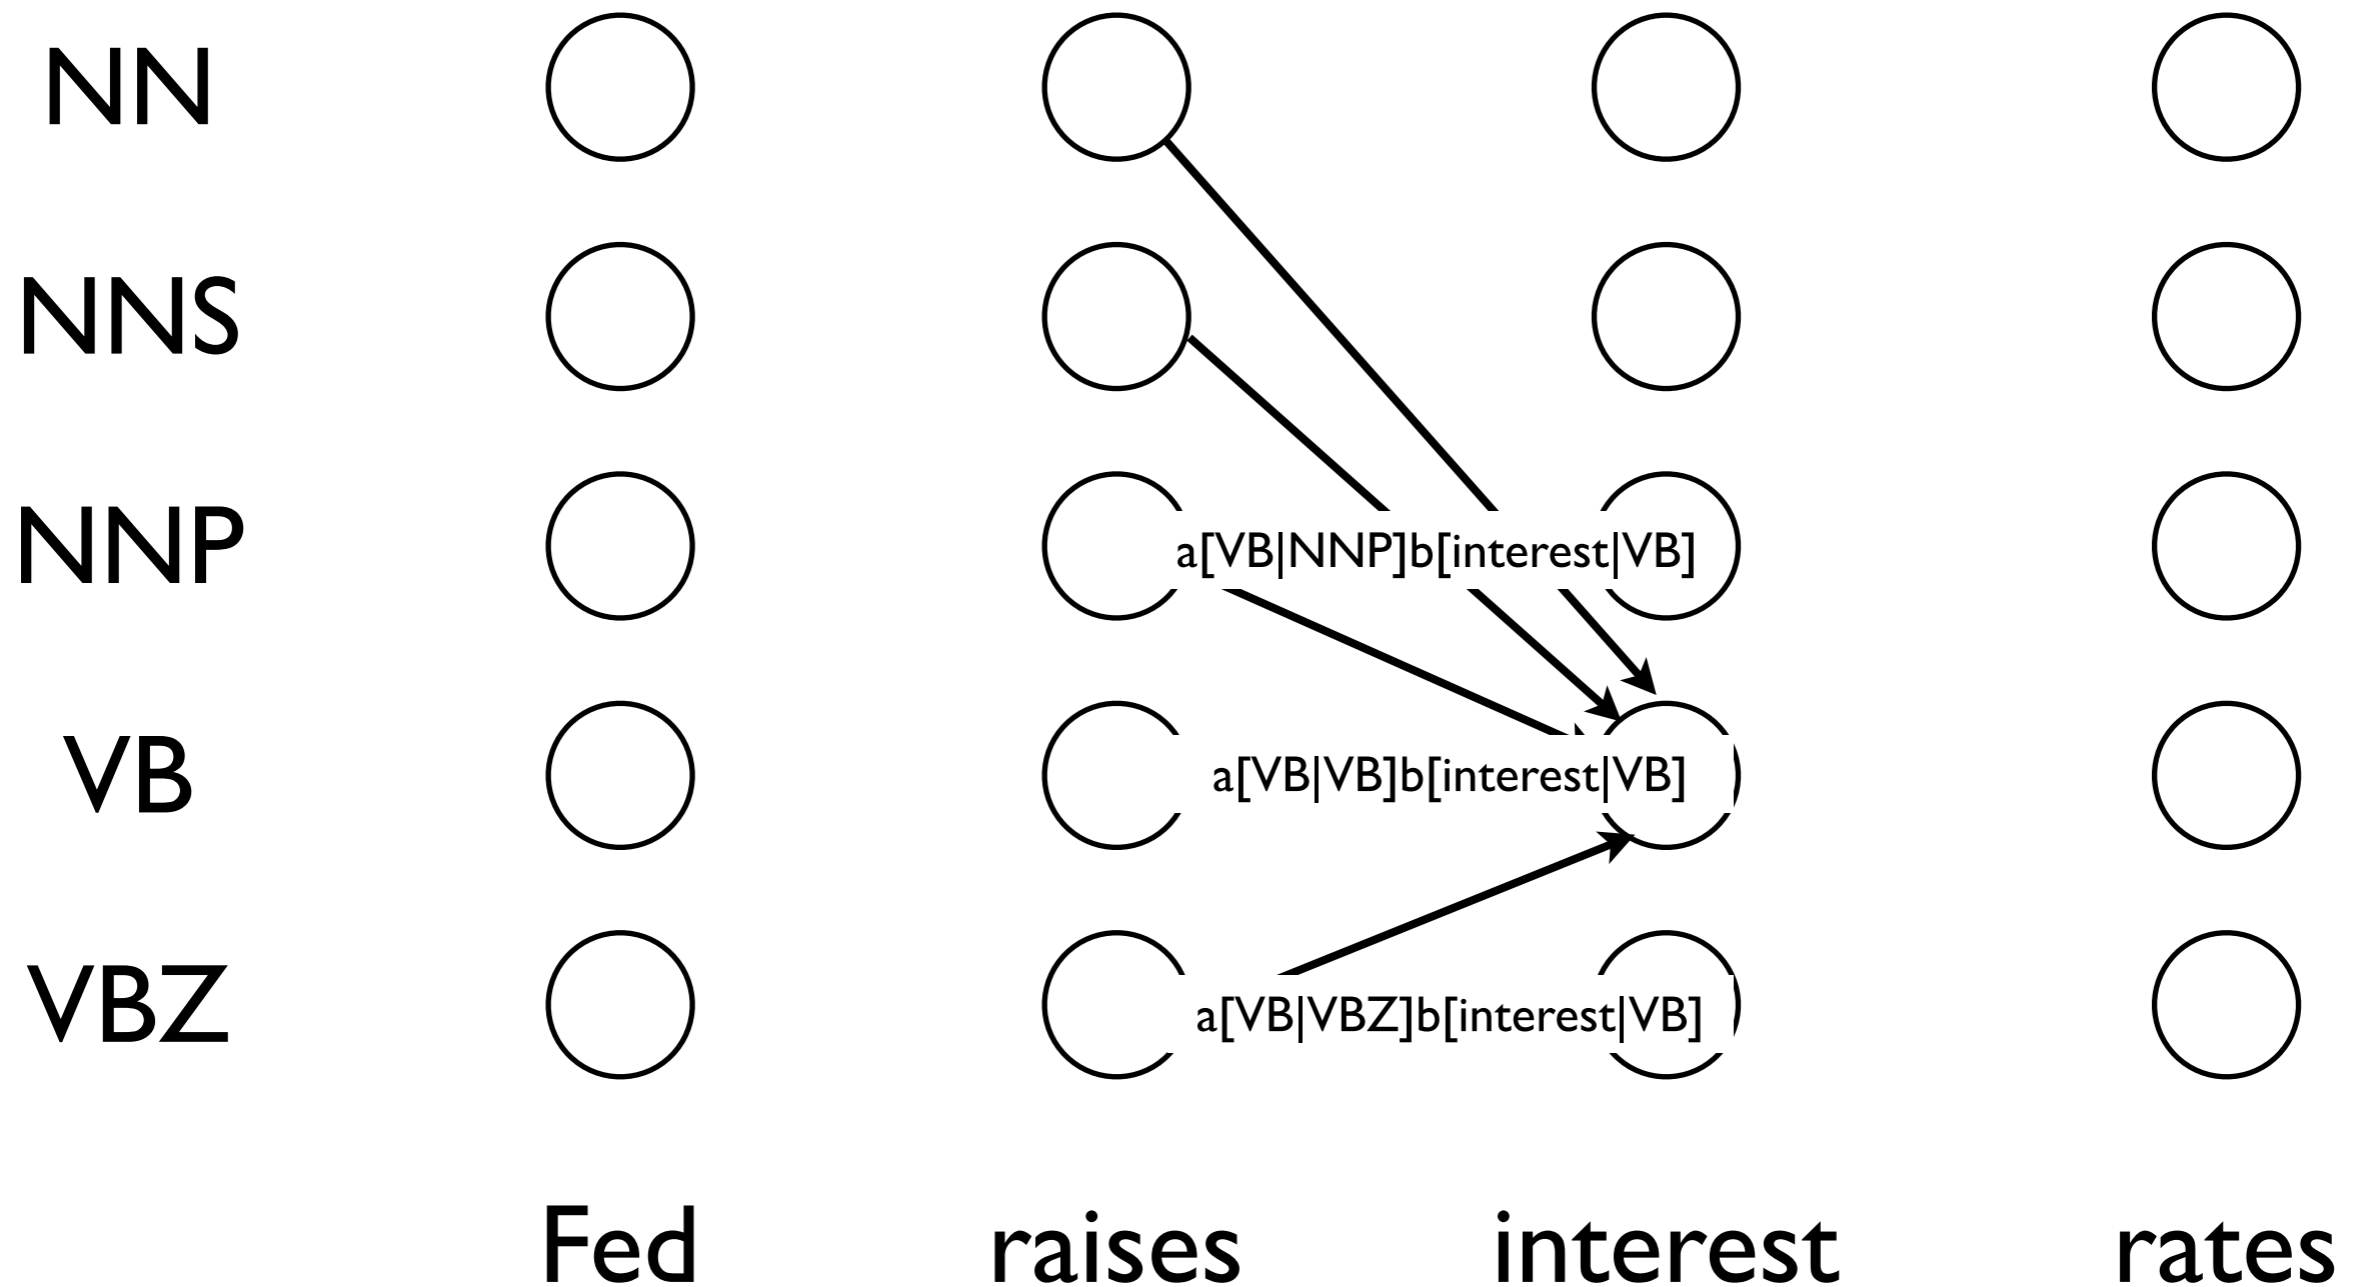 NN
NNS
NNP
a[VB|NNP]b[interest|VB]
VB
a[VB|VB]b[interest|VB]
VBZ
a[VB|VBZ]b[interest|VB]
Fed raises interest rates